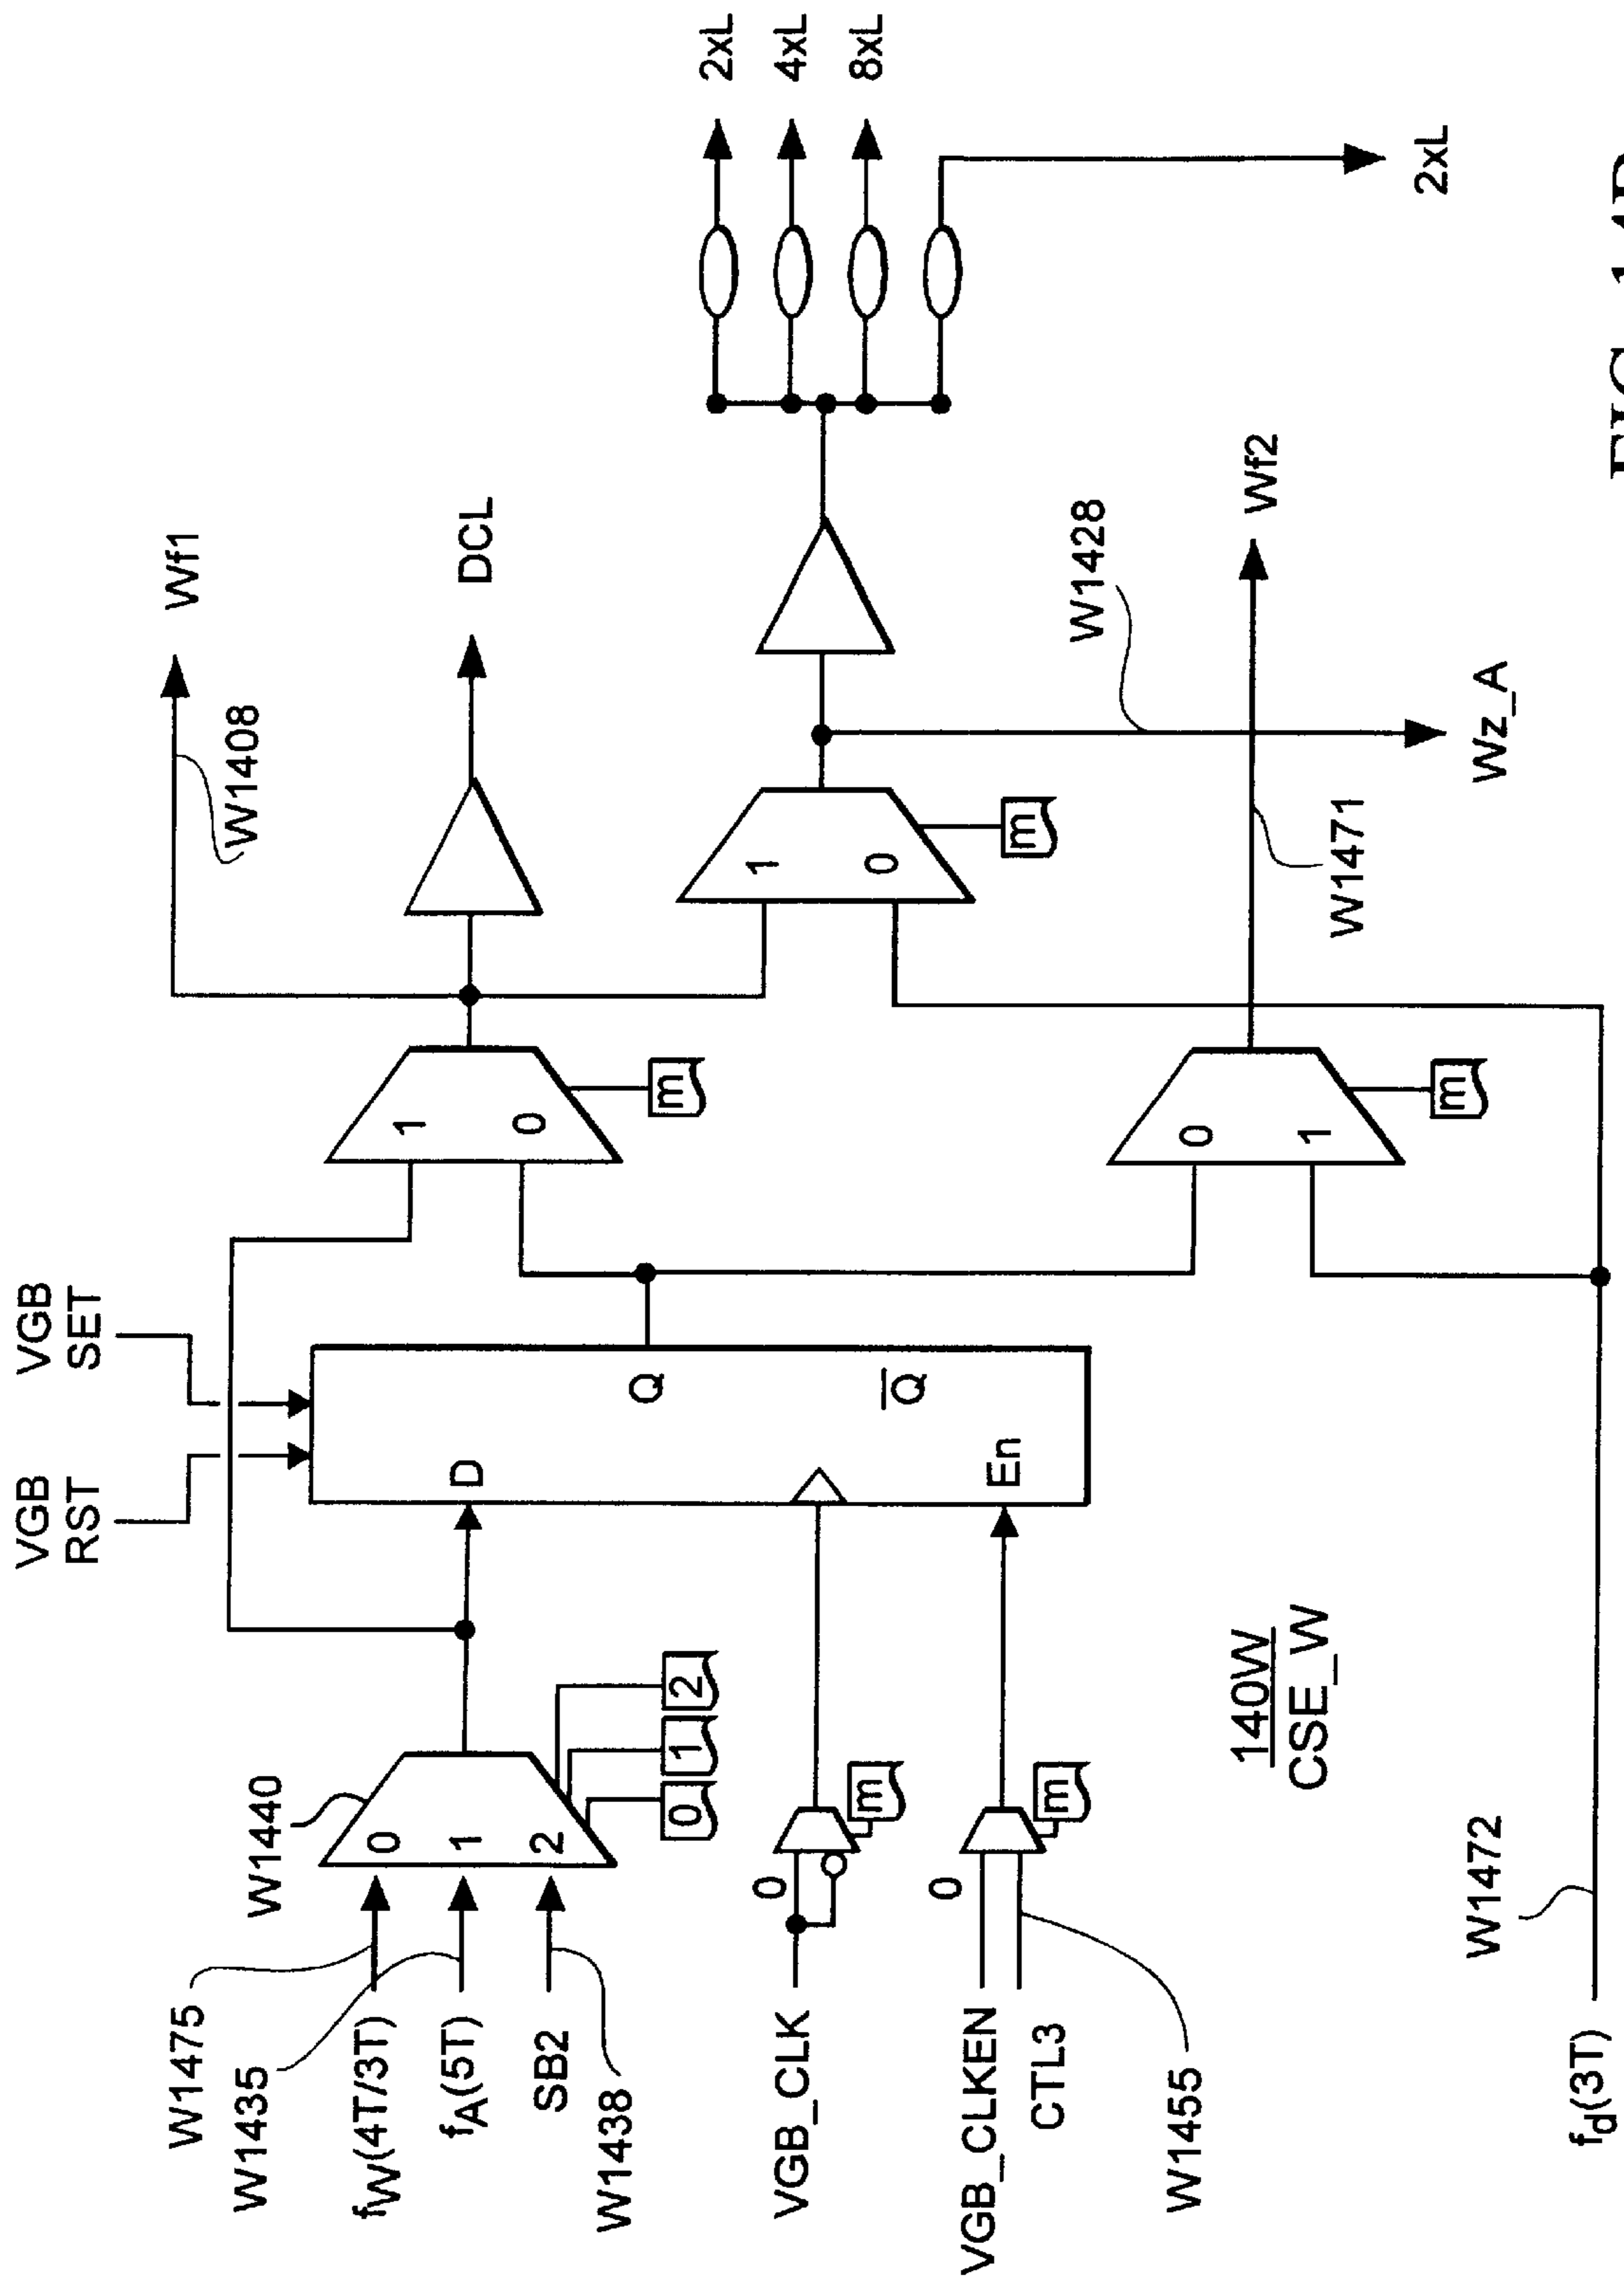 VGB
RST
VGB
SET
Wf1
W1408
DCL
2xL
4xL
8xL
2xL
W1475
W1435
fW(4T/3T)
fA(5T)
SB2
W1438
W1440
0
1
2
0
1
2
D
Q
Q
En
1
0
m
1
0
m
0
1
m
VGB_CLK
0
m
VGB_CLKEN
CTL3
0
m
W1455
W1428
Wf2
W1471
Wz_A
140W
CSE_W
W1472
fd(3T)